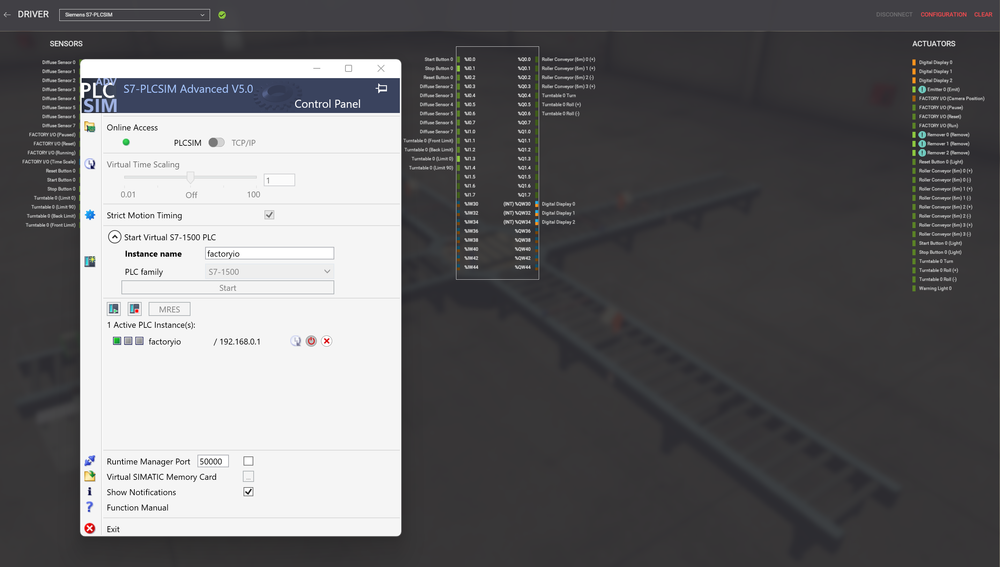 DRIVER
Siemens S7-PLCSIM
DISCONNECT CONFIGURATION CLEAR
SENSORS
Diffuse Sensor 0
Diffuse Sensor 1
Diffuse Sensor 2
Diffuse Sensor 3
Diffuse Sensor 4
Diffuse Sensor 5
Diffuse Sensor 6
Diffuse Sensor 7
FACTORY I/O (Paused)
FACTORY I/O (Reset)
FACTORY I/O (Running)
FACTORY I/O (Time Scale)
Reset Button 0
Start Button 0
Stop Button 0
Turntable 0 (Limit 0)
Turntable 0 (Limit 90)
Turntable 0 (Back Limit)
Turntable 0 (Front Limit)
ADV
PLC
SIM
S7-PLCSIM Advanced V5.0
Control Panel
Online Access
PLCSIM TCP/IP
Virtual Time Scaling
1
0.01 Off 100
Strict Motion Timing
Start Virtual S7-1500 PLC
Instance name factoryio
PLC family S7-1500
Start
MRES
1 Active PLC Instance(s):
factoryio / 192.168.0.1
Runtime Manager Port 50000
Virtual SIMATIC Memory Card ...
Show Notifications
Function Manual
Exit
Start Button 0 %I0.0 %Q0.0 Roller Conveyor (6m) 0 (+)
Stop Button 0 %I0.1 %Q0.1 Roller Conveyor (6m) 1 (+)
Reset Button 0 %I0.2 %Q0.2 Roller Conveyor (6m) 2 (-)
Diffuse Sensor 2 %I0.3 %Q0.3 Roller Conveyor (6m) 3 (+)
Diffuse Sensor 3 %I0.4 %Q0.4 Turntable 0 Turn
Diffuse Sensor 4 %I0.5 %Q0.5 Turntable 0 Roll (+)
Diffuse Sensor 5 %I0.6 %Q0.6 Turntable 0 Roll (-)
Diffuse Sensor 6 %I0.7 %Q0.7
Diffuse Sensor 7 %I1.0 %Q1.0
Turntable 0 (Front Limit) %I1.1 %Q1.1
Turntable 0 (Back Limit) %I1.2 %Q1.2
Turntable 0 (Limit 0) %I1.3 %Q1.3
Turntable 0 (Limit 90) %I1.4 %Q1.4
%I1.5 %Q1.5
%I1.6 %Q1.6
%I1.7 %Q1.7
%IW30 (INT) %QW30 Digital Display 0
%IW32 (INT) %QW32 Digital Display 1
%IW34 (INT) %QW34 Digital Display 2
%IW36 %QW36
%IW38 %QW38
%IW40 %QW40
%IW42 %QW42
%IW44 %QW44
ACTUATORS
Digital Display 0
Digital Display 1
Digital Display 2
Emitter 0 (Emit)
FACTORY I/O (Camera Position)
FACTORY I/O (Pause)
FACTORY I/O (Reset)
FACTORY I/O (Run)
Remover 0 (Remove)
Remover 1 (Remove)
Remover 2 (Remove)
Reset Button 0 (Light)
Roller Conveyor (6m) 0 (+)
Roller Conveyor (6m) 0 (-)
Roller Conveyor (6m) 1 (+)
Roller Conveyor (6m) 1 (-)
Roller Conveyor (6m) 2 (+)
Roller Conveyor (6m) 2 (-)
Roller Conveyor (6m) 3 (+)
Roller Conveyor (6m) 3 (-)
Start Button 0 (Light)
Stop Button 0 (Light)
Turntable 0 Turn
Turntable 0 Roll (+)
Turntable 0 Roll (-)
Warning Light 0